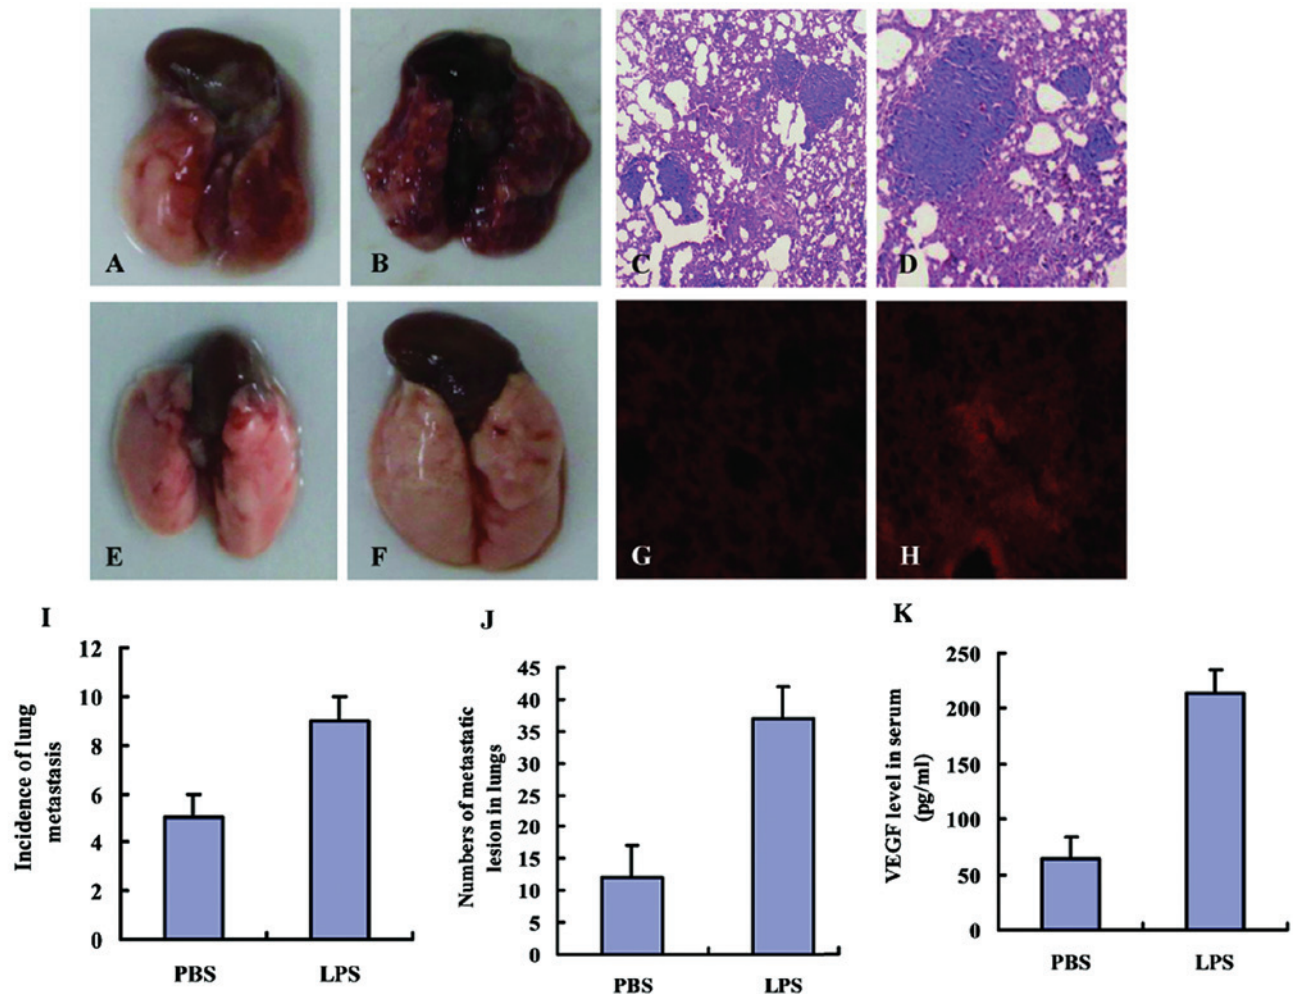 A
B
C
D
E
F
G
H
I
Incidence of lung
metastasis
12
10
8
6
4
2
0
PBS
LPS
J
Numbers of metastatic
lesion in lungs
45
40
35
30
25
20
15
10
5
0
PBS
LPS
K
VEGF level in serum
(pg/ml)
250
200
150
100
50
0
PBS
LPS